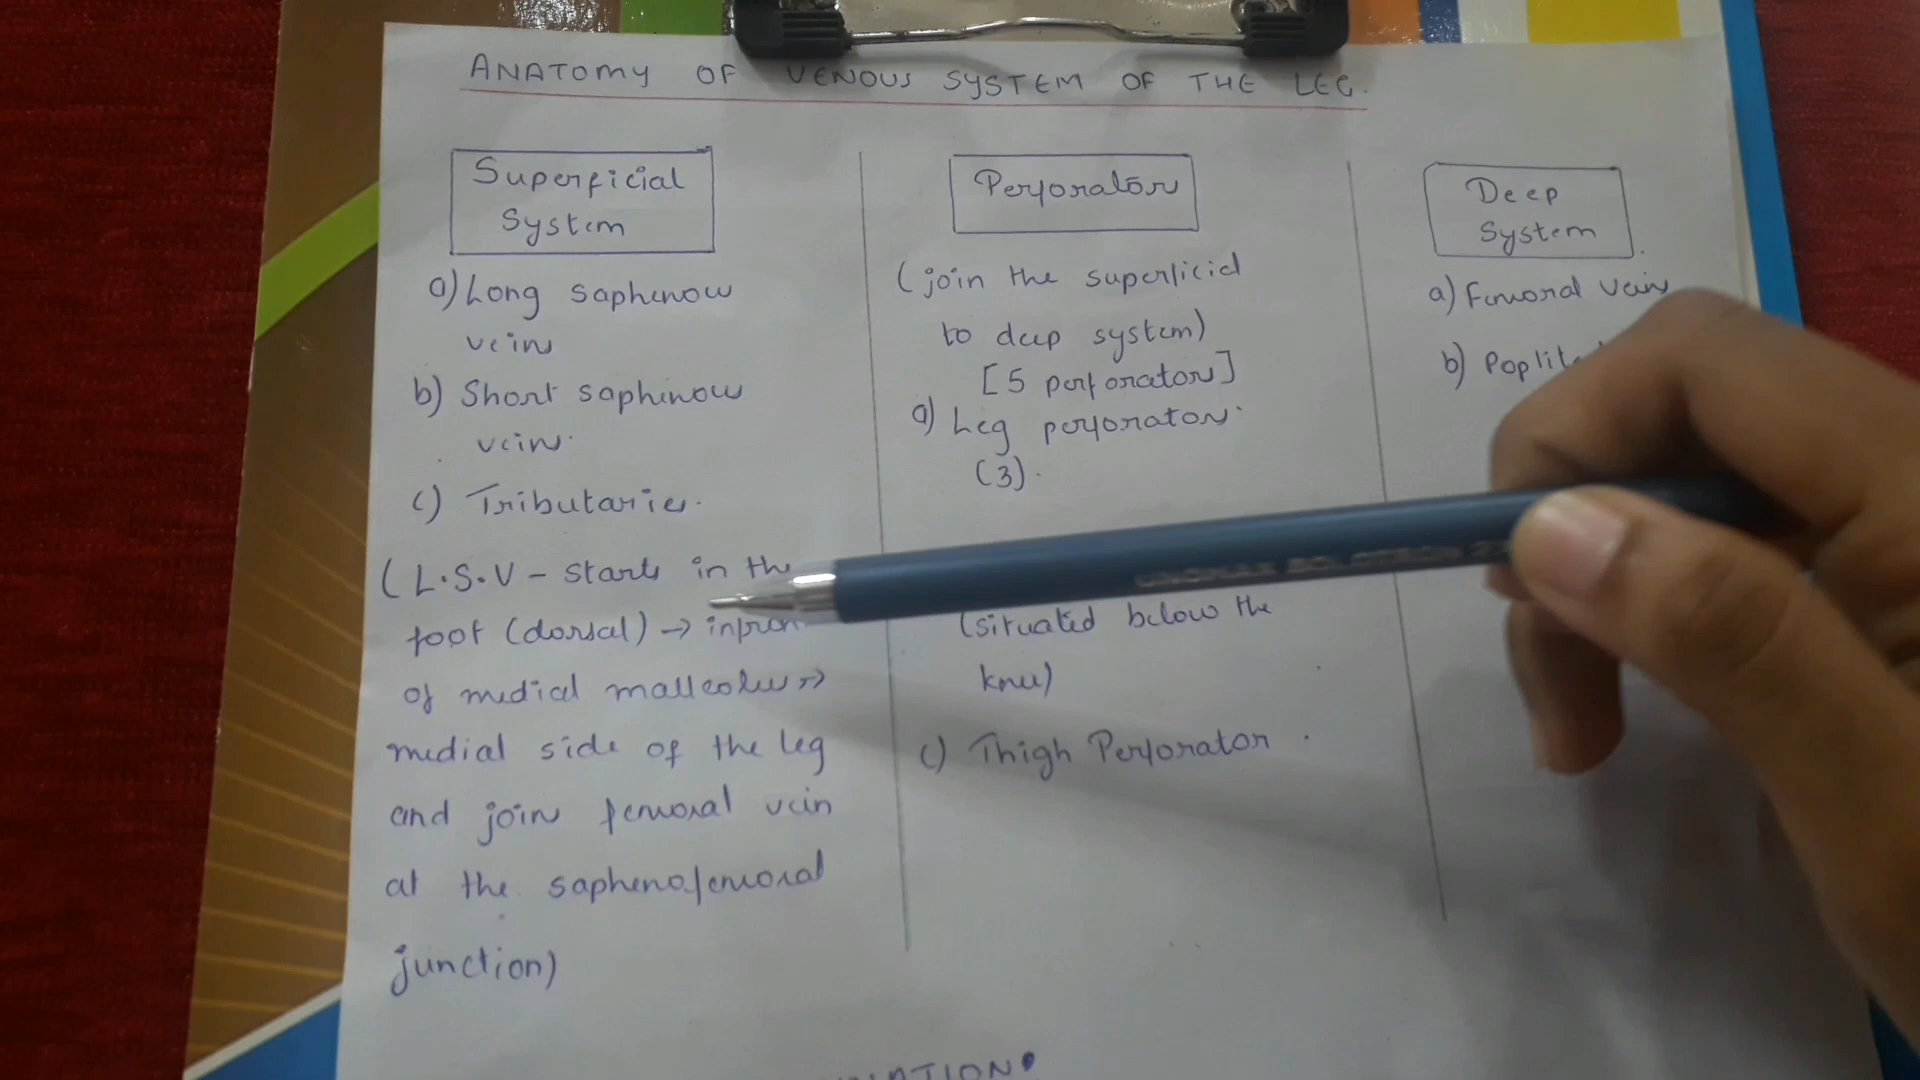 ANATOMY OF VENOUS SYSTEM OF THE LEG.
Superficial
System
a) Long saphenous
vein
b) Short saphenous
vein.
c) Tributaries.
(L.S.V - starts in the
foot (dorsal) →
of medial malleolus →
medial side of the leg
and join femoral vein
at the saphenofemoral
junction)
Perforator
(join the superficial
to deep system)
[5 perforators]
a) Leg perforators.
(3).
(situated below the
knee)
c) Thigh Perforator.
Deep
System
a) Femoral vein
b)